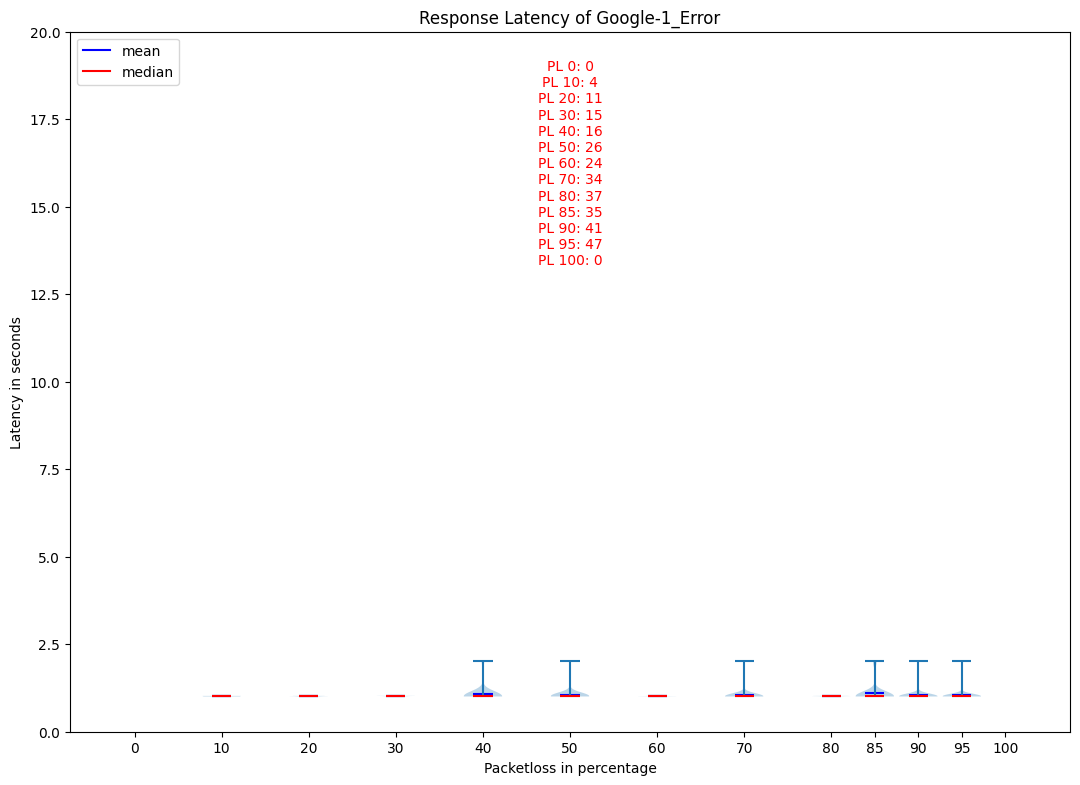 Response Latency of Google-1_Error
mean
median
PL 0: 0
PL 10: 4
PL 20: 11
PL 30: 15
PL 40: 16
PL 50: 26
PL 60: 24
PL 70: 34
PL 80: 37
PL 85: 35
PL 90: 41
PL 95: 47
PL 100: 0
Latency in seconds
20.0
17.5
15.0
12.5
10.0
7.5
5.0
2.5
0.0
0 10 20 30 40 50 60 70 80 85 90 95 100
Packetloss in percentage